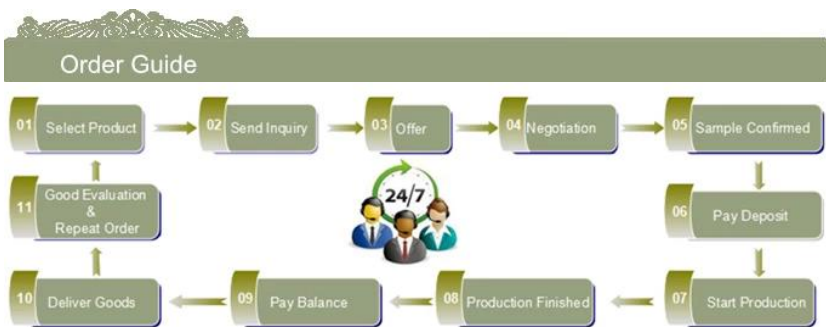 Order Guide
01 Select Product
02 Send Inquiry
03 Offer
04 Negotiation
05 Sample Confirmed
06 Pay Deposit
07 Start Production
08 Production Finished
09 Pay Balance
10 Deliver Goods
11 Good Evaluation
&
Repeat Order
24/7